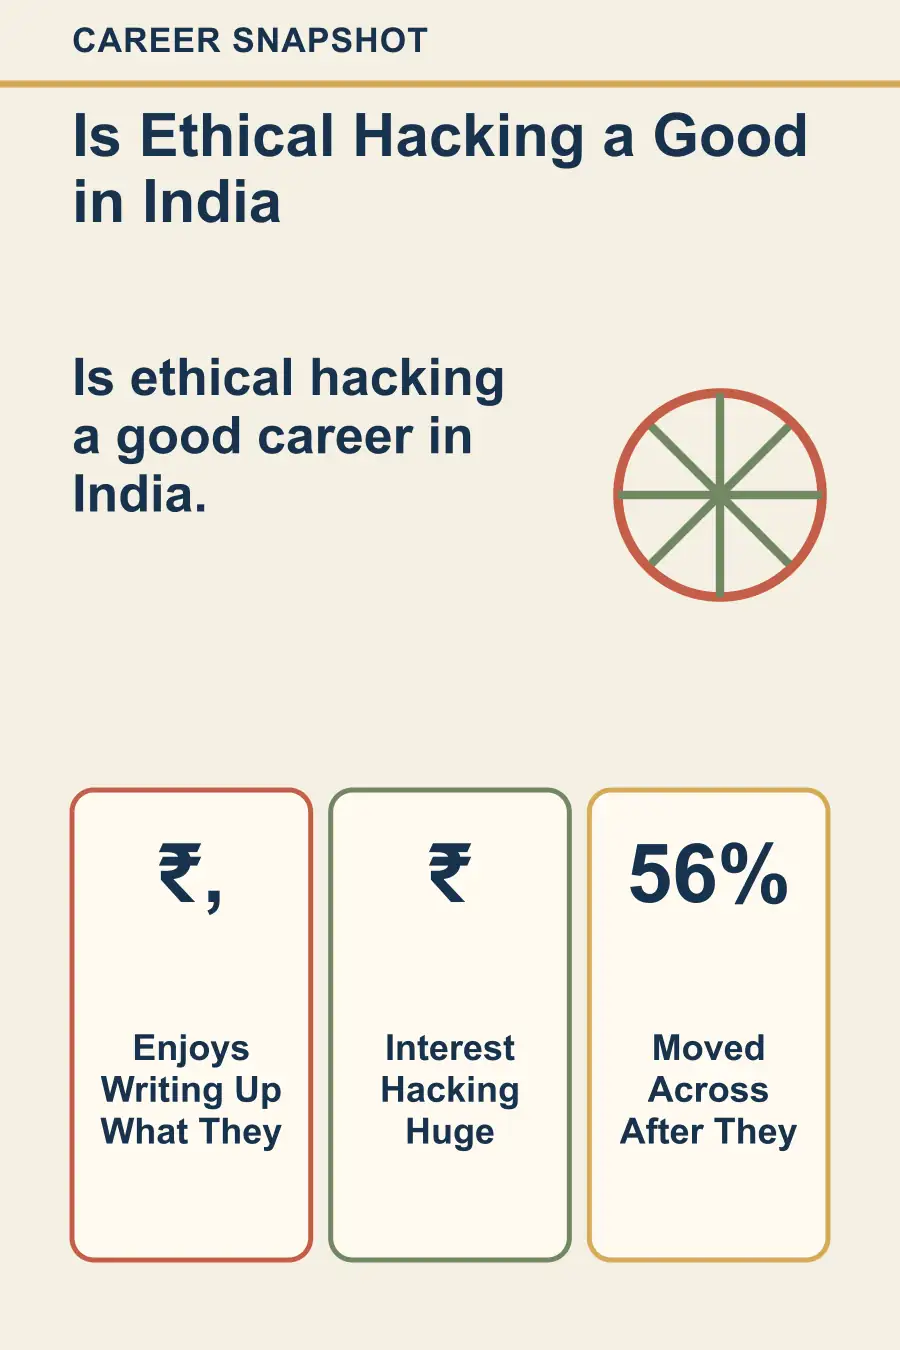 CAREER SNAPSHOT
Is Ethical Hacking a Good
in India
Is ethical hacking
a good career in
India.
₹,
Enjoys
Writing Up
What They
₹
Interest
Hacking
Huge
56%
Moved
Across
After They